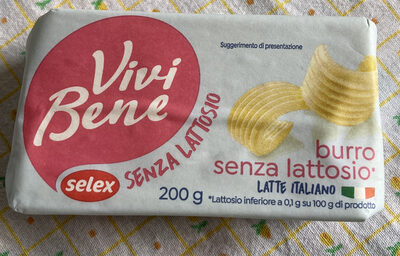 Suggerimento di presentazione
Vivi
Bene
SENZA LATTOSIO
selex
burro
senza lattosio*
LATTE ITALIANO
200 g
*Lattosio inferiore a 0,1 g su 100 g di prodotto